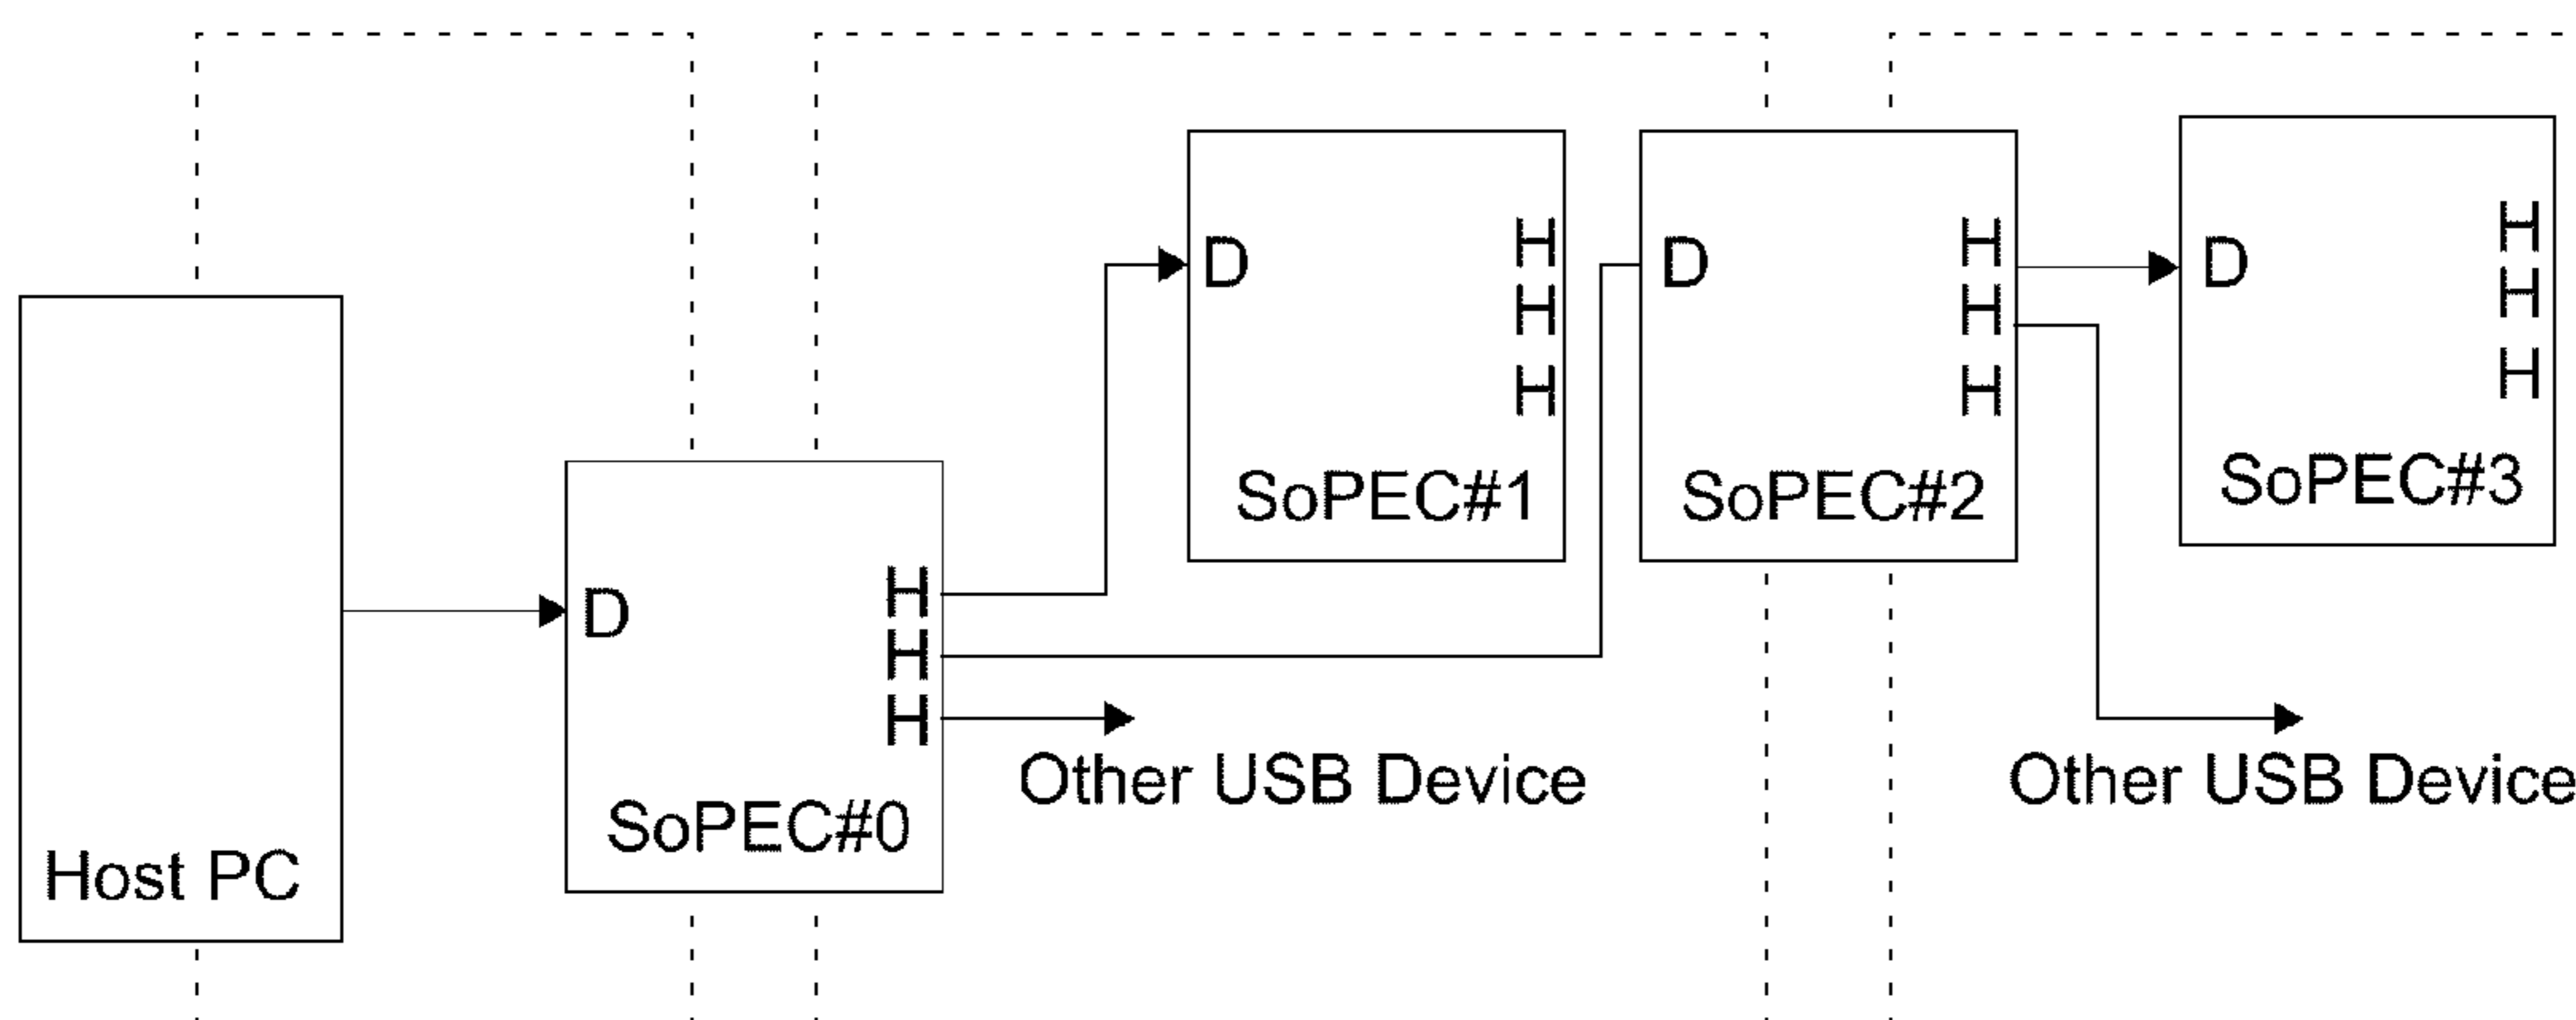 Host PC
D
H
H
H
SoPEC#0
D
H
H
H
SoPEC#1
D
H
H
H
SoPEC#2
D
H
H
H
SoPEC#3
Other USB Device
Other USB Device